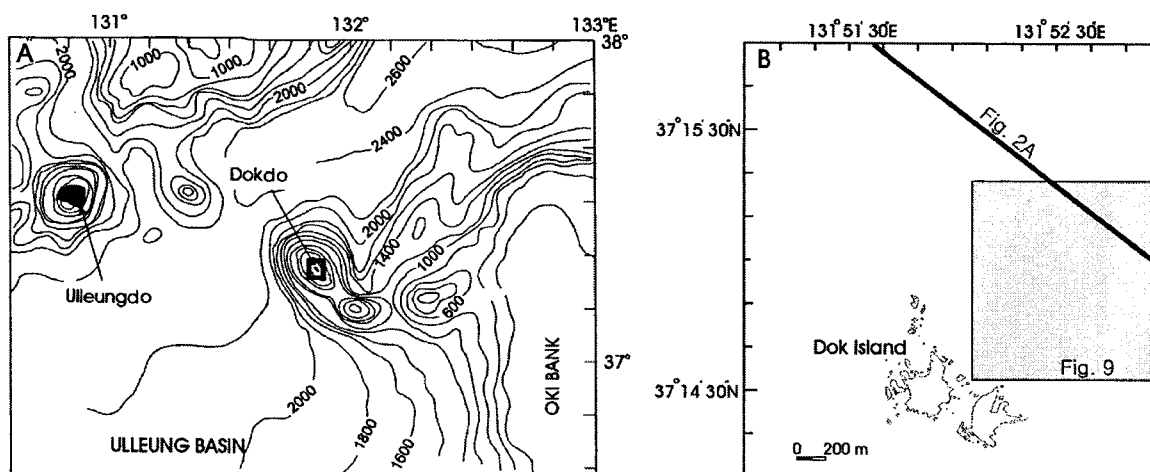 131°
132°
133°E
A
38°
2000
1000
1000
2000
2600
2400
Dokdo
2000
1400
1000
600
Ulleungdo
37°
OKI BANK
2000
1800
1600
ULLEUNG BASIN
131°51'30E
131°52'30E
B
37°15'30N
Fig. 2A
Dok Island
Fig. 9
37°14'30N
0 200 m